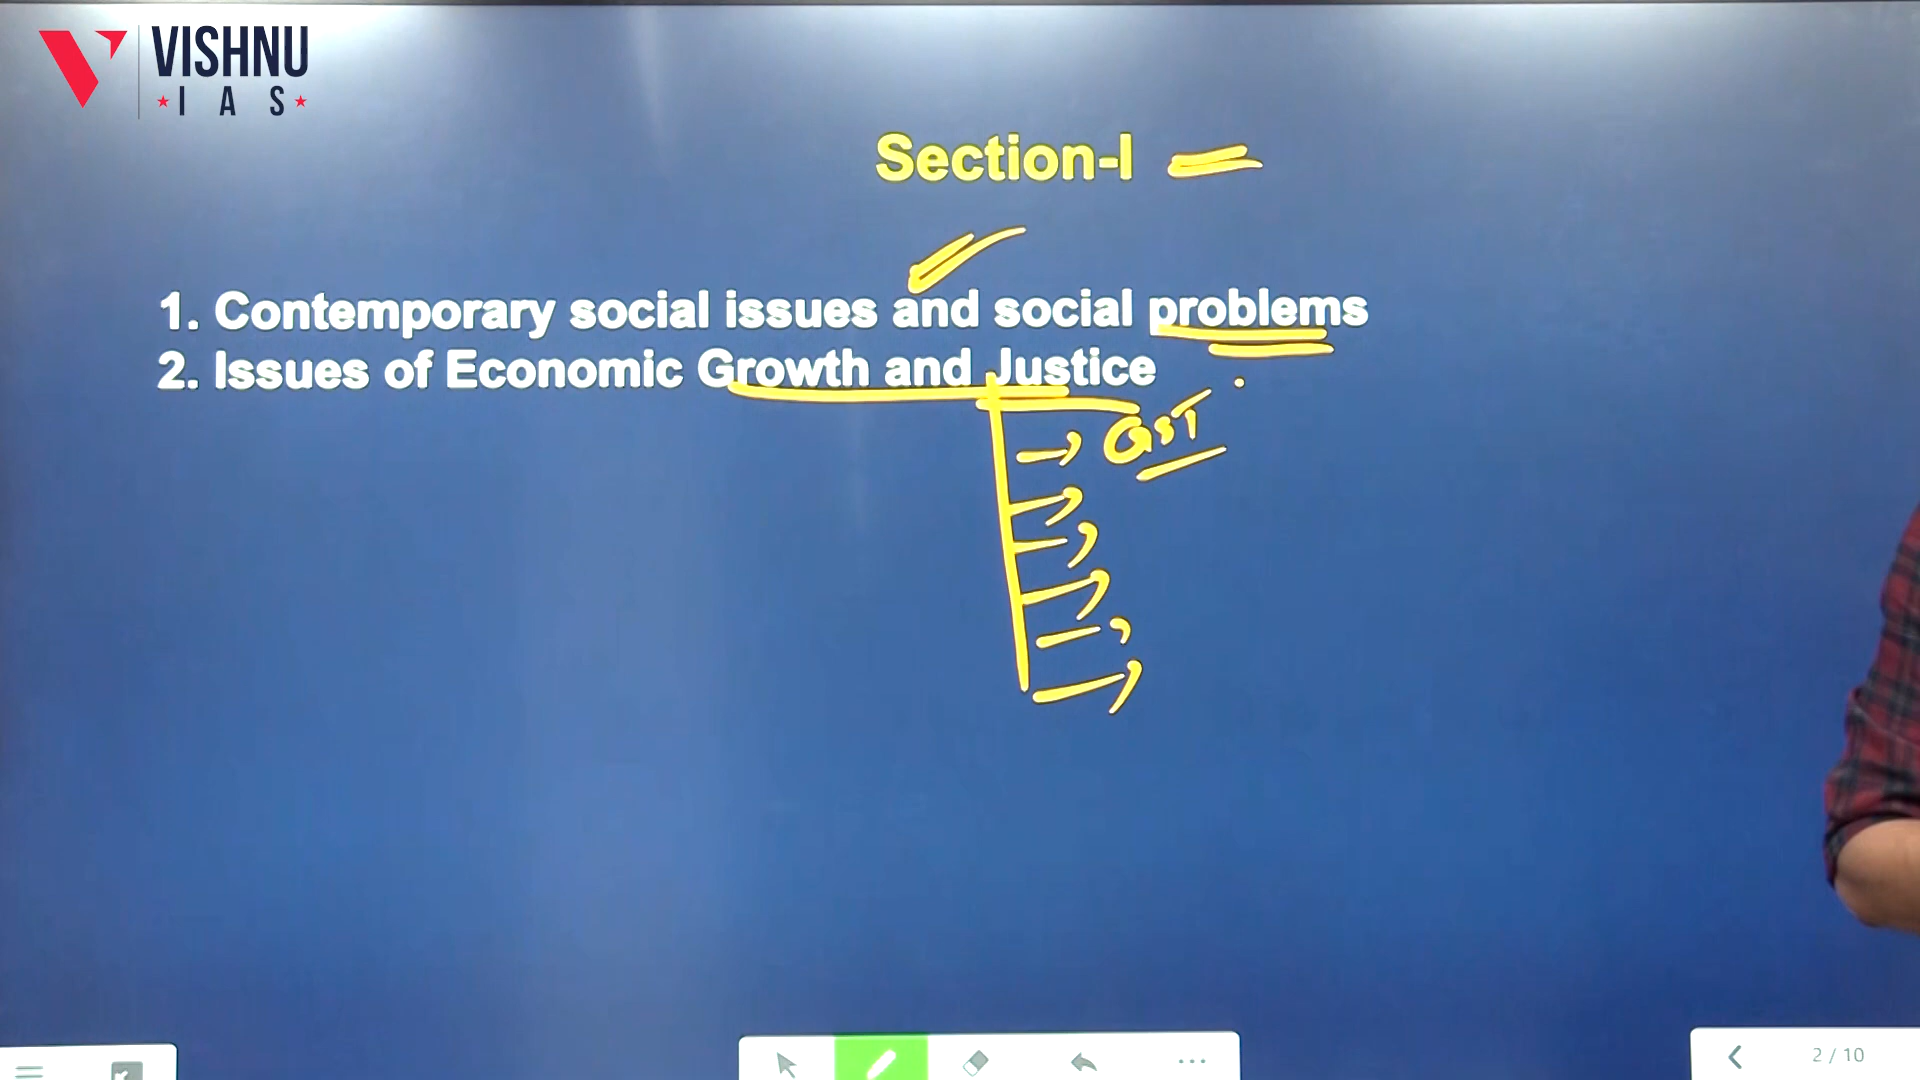 VISHNU
IAS
Section-I
1. Contemporary social issues and social problems
2. Issues of Economic Growth and Justice
GST
2 / 10